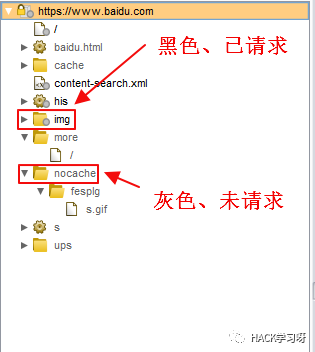 https://www.baidu.com
/
baidu.html
黑色、已请求
cache
content-search.xml
his
img
more
/
nocache
fesplg
灰色、未请求
s.gif
s
ups
HACK学习呀